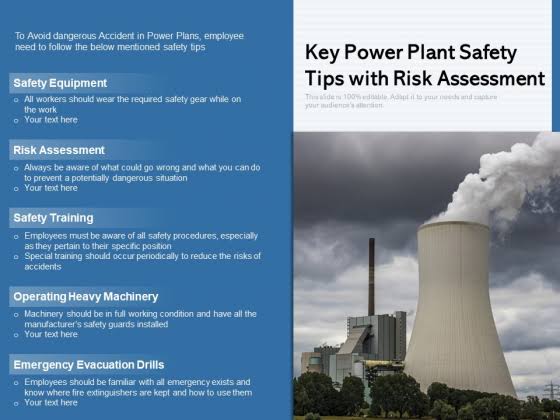 To Avoid dangerous Accident in Power Plans, employee
need to follow the below mentioned safety tips
Safety Equipment
o All workers should wear the required safety gear while on
the work
o Your text here
Risk Assessment
o Always be aware of what could go wrong and what you can do
to prevent a potentially dangerous situation
o Your text here
Safety Training
o Employees must be aware of all safety procedures, especially
as they pertain to their specific position
o Special training should occur periodically to reduce the risks of
accidents
Operating Heavy Machinery
o Machinery should be in full working condition and have all the
manufacturer's safety guards installed
o Your text here
Emergency Evacuation Drills
o Employees should be familiar with all emergency exists and
know where fire extinguishers are kept and how to use them
o Your text here
Key Power Plant Safety
Tips with Risk Assessment
This slide is 100% editable. Adapt it to your needs and capture
your audience's attention.